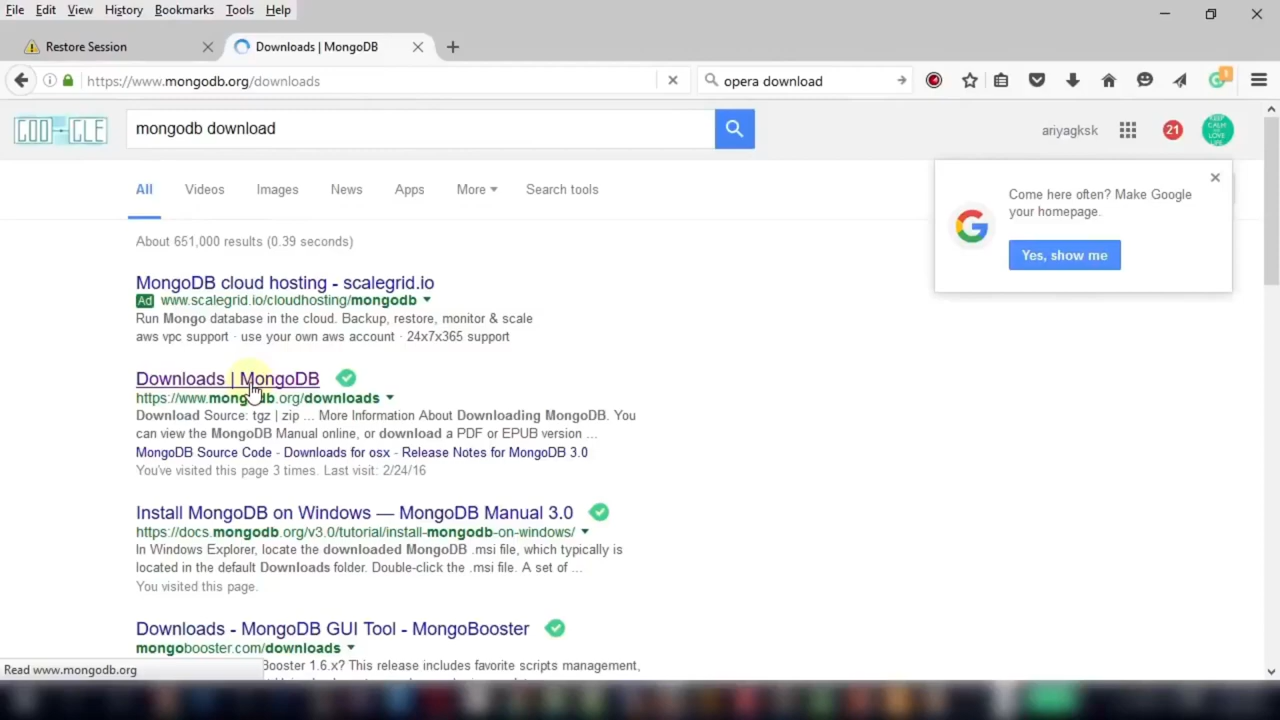 File Edit View History Bookmarks Tools Help
Restore Session
Downloads | MongoDB
https://www.mongodb.org/downloads
opera download
1
GOOGLE
mongodb download
ariyagksk
21
KEEP CALM LOVE
All Videos Images News Apps More Search tools
Come here often? Make Google
your homepage.
Yes, show me
About 651,000 results (0.39 seconds)
MongoDB cloud hosting - scalegrid.io
Ad www.scalegrid.io/cloudhosting/mongodb
Run Mongo database in the cloud. Backup, restore, monitor & scale
aws vpc support · use your own aws account · 24x7x365 support
Downloads | MongoDB
https://www.mongodb.org/downloads
Download Source: tgz | zip ... More Information About Downloading MongoDB. You
can view the MongoDB Manual online, or download a PDF or EPUB version ...
MongoDB Source Code - Downloads for osx - Release Notes for MongoDB 3.0
You've visited this page 3 times. Last visit: 2/24/16
Install MongoDB on Windows — MongoDB Manual 3.0
https://docs.mongodb.org/v3.0/tutorial/install-mongodb-on-windows/
In Windows Explorer, locate the downloaded MongoDB .msi file, which typically is
located in the default Downloads folder. Double-click the .msi file. A set of ...
You visited this page.
Downloads - MongoDB GUI Tool - MongoBooster
mongobooster.com/downloads
Booster 1.6.x? This release includes favorite scripts management,
Read www.mongodb.org